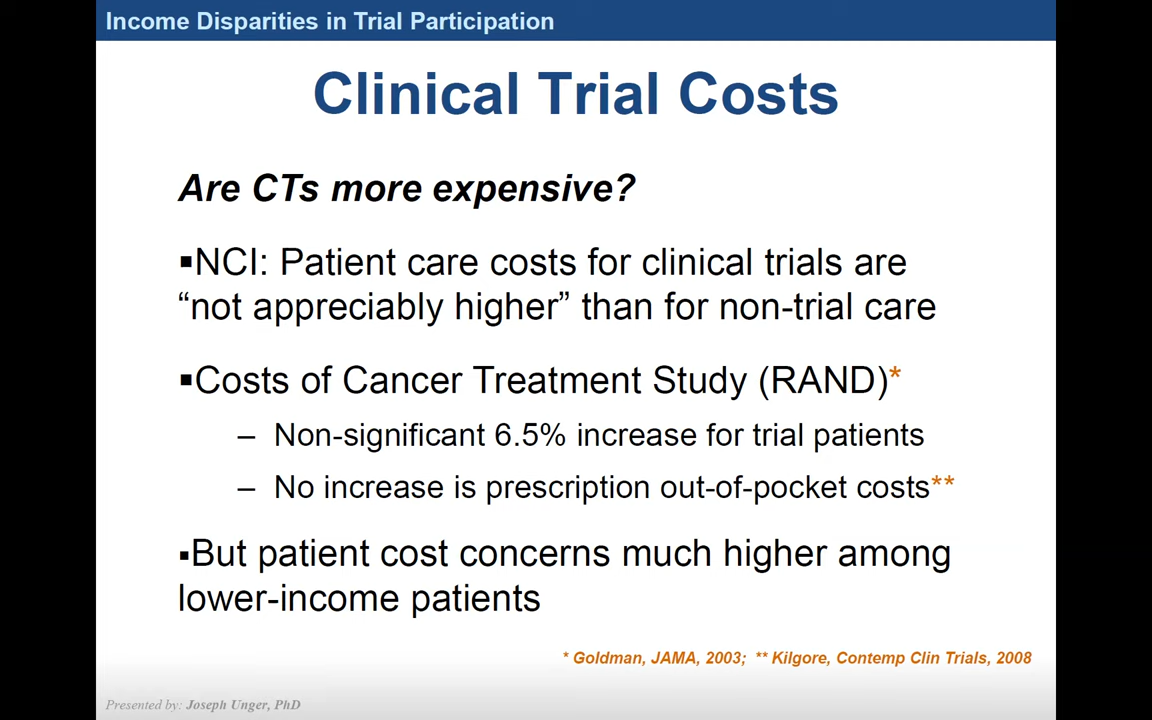 Income Disparities in Trial Participation
Clinical Trial Costs
Are CTs more expensive?
▪NCI: Patient care costs for clinical trials are
“not appreciably higher” than for non-trial care
▪Costs of Cancer Treatment Study (RAND)*
– Non-significant 6.5% increase for trial patients
– No increase is prescription out-of-pocket costs**
▪But patient cost concerns much higher among
lower-income patients
* Goldman, JAMA, 2003; ** Kilgore, Contemp Clin Trials, 2008
Presented by: Joseph Unger, PhD